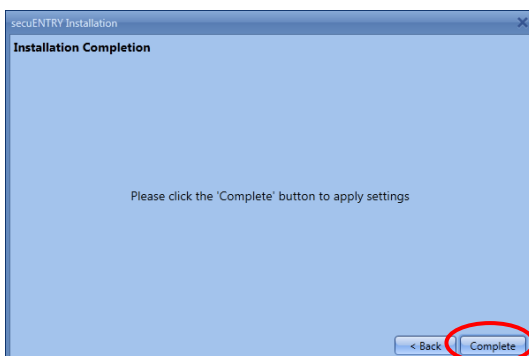 secuENTRY Installation
Installation Completion
Please click the 'Complete' button to apply settings
< Back
Complete